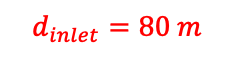 d_inlet = 80 m